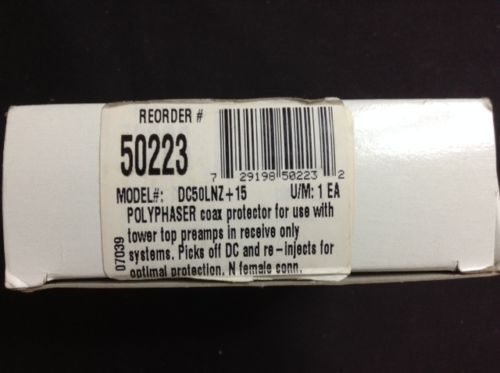 REORDER #
50223
7 29198 50223 2
MODEL#: DC50LNZ+15 U/M: 1 EA
POLYPHASER coax protector for use with
tower top preamps in receive only
systems. Picks off DC and re-injects for
optimal protection. N female conn.
07039